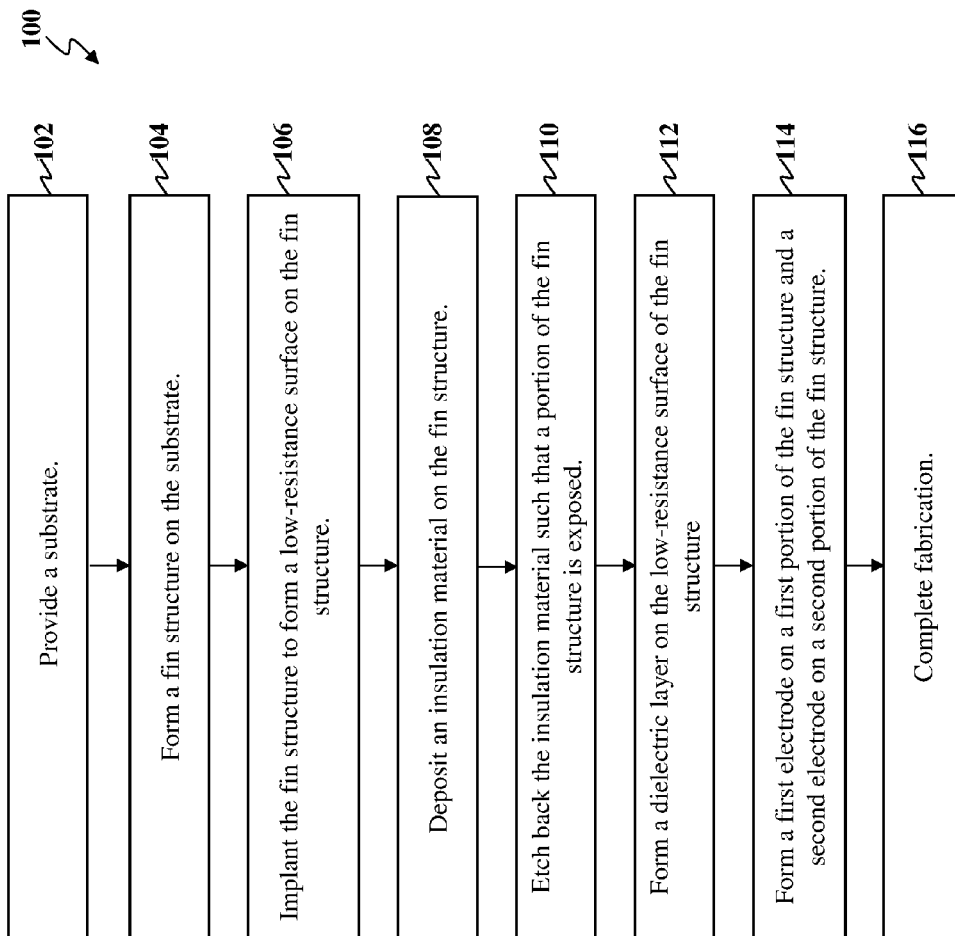 100
Provide a substrate.
102
Form a fin structure on the substrate.
104
Implant the fin structure to form a low-resistance surface on the fin
structure.
106
Deposit an insulation material on the fin structure.
108
Etch back the insulation material such that a portion of the fin
structure is exposed.
110
Form a dielectric layer on the low-resistance surface of the fin
structure
112
Form a first electrode on a first portion of the fin structure and a
second electrode on a second portion of the fin structure.
114
Complete fabrication.
116